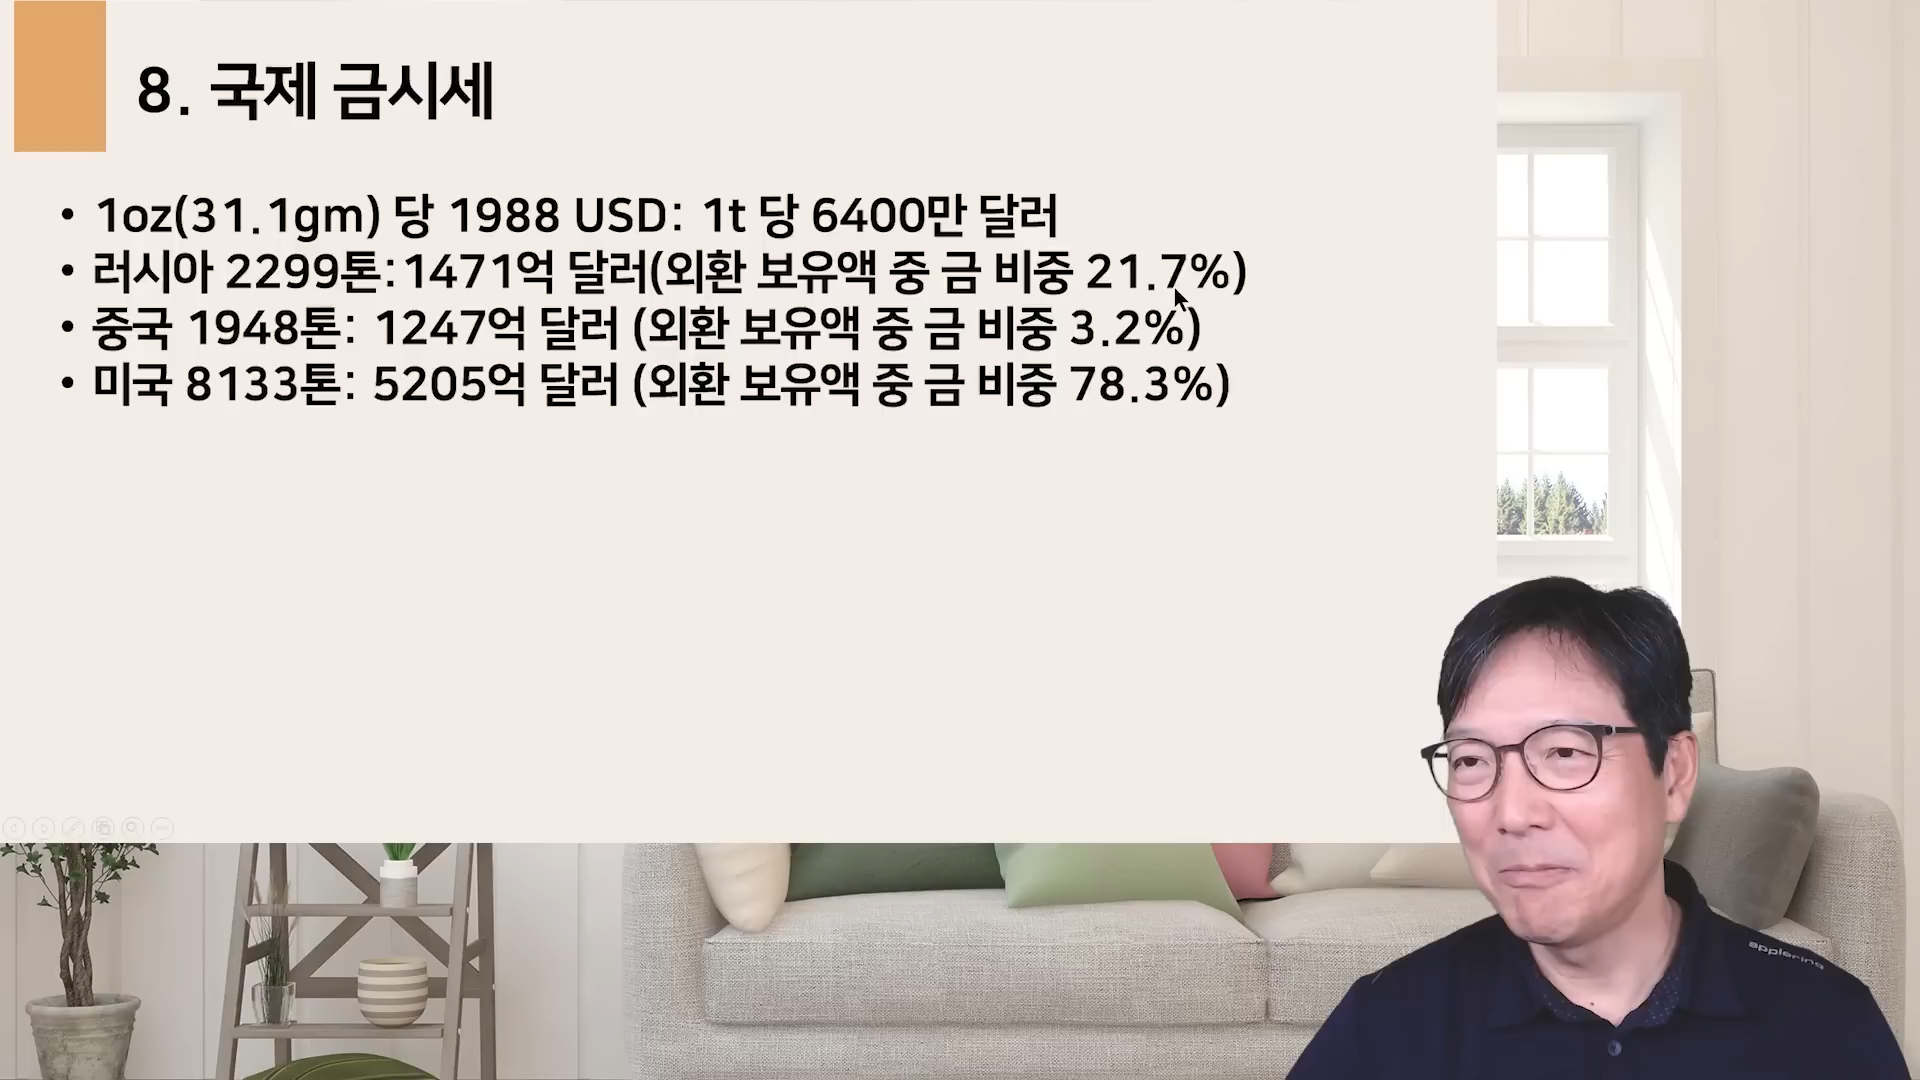 8. 국제 금시세
• 1oz(31.1gm) 당 1988 USD: 1t 당 6400만 달러
• 러시아 2299톤:1471억 달러(외환 보유액 중 금 비중 21.7%)
• 중국 1948톤: 1247억 달러 (외환 보유액 중 금 비중 3.2%)
• 미국 8133톤: 5205억 달러 (외환 보유액 중 금 비중 78.3%)
applering